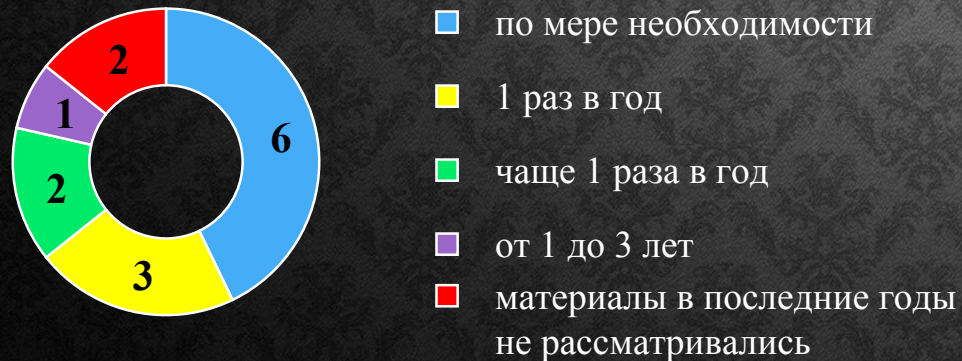 2
1
6
2
3
по мере необходимости
1 раз в год
чаще 1 раза в год
от 1 до 3 лет
материалы в последние годы
не рассматривались